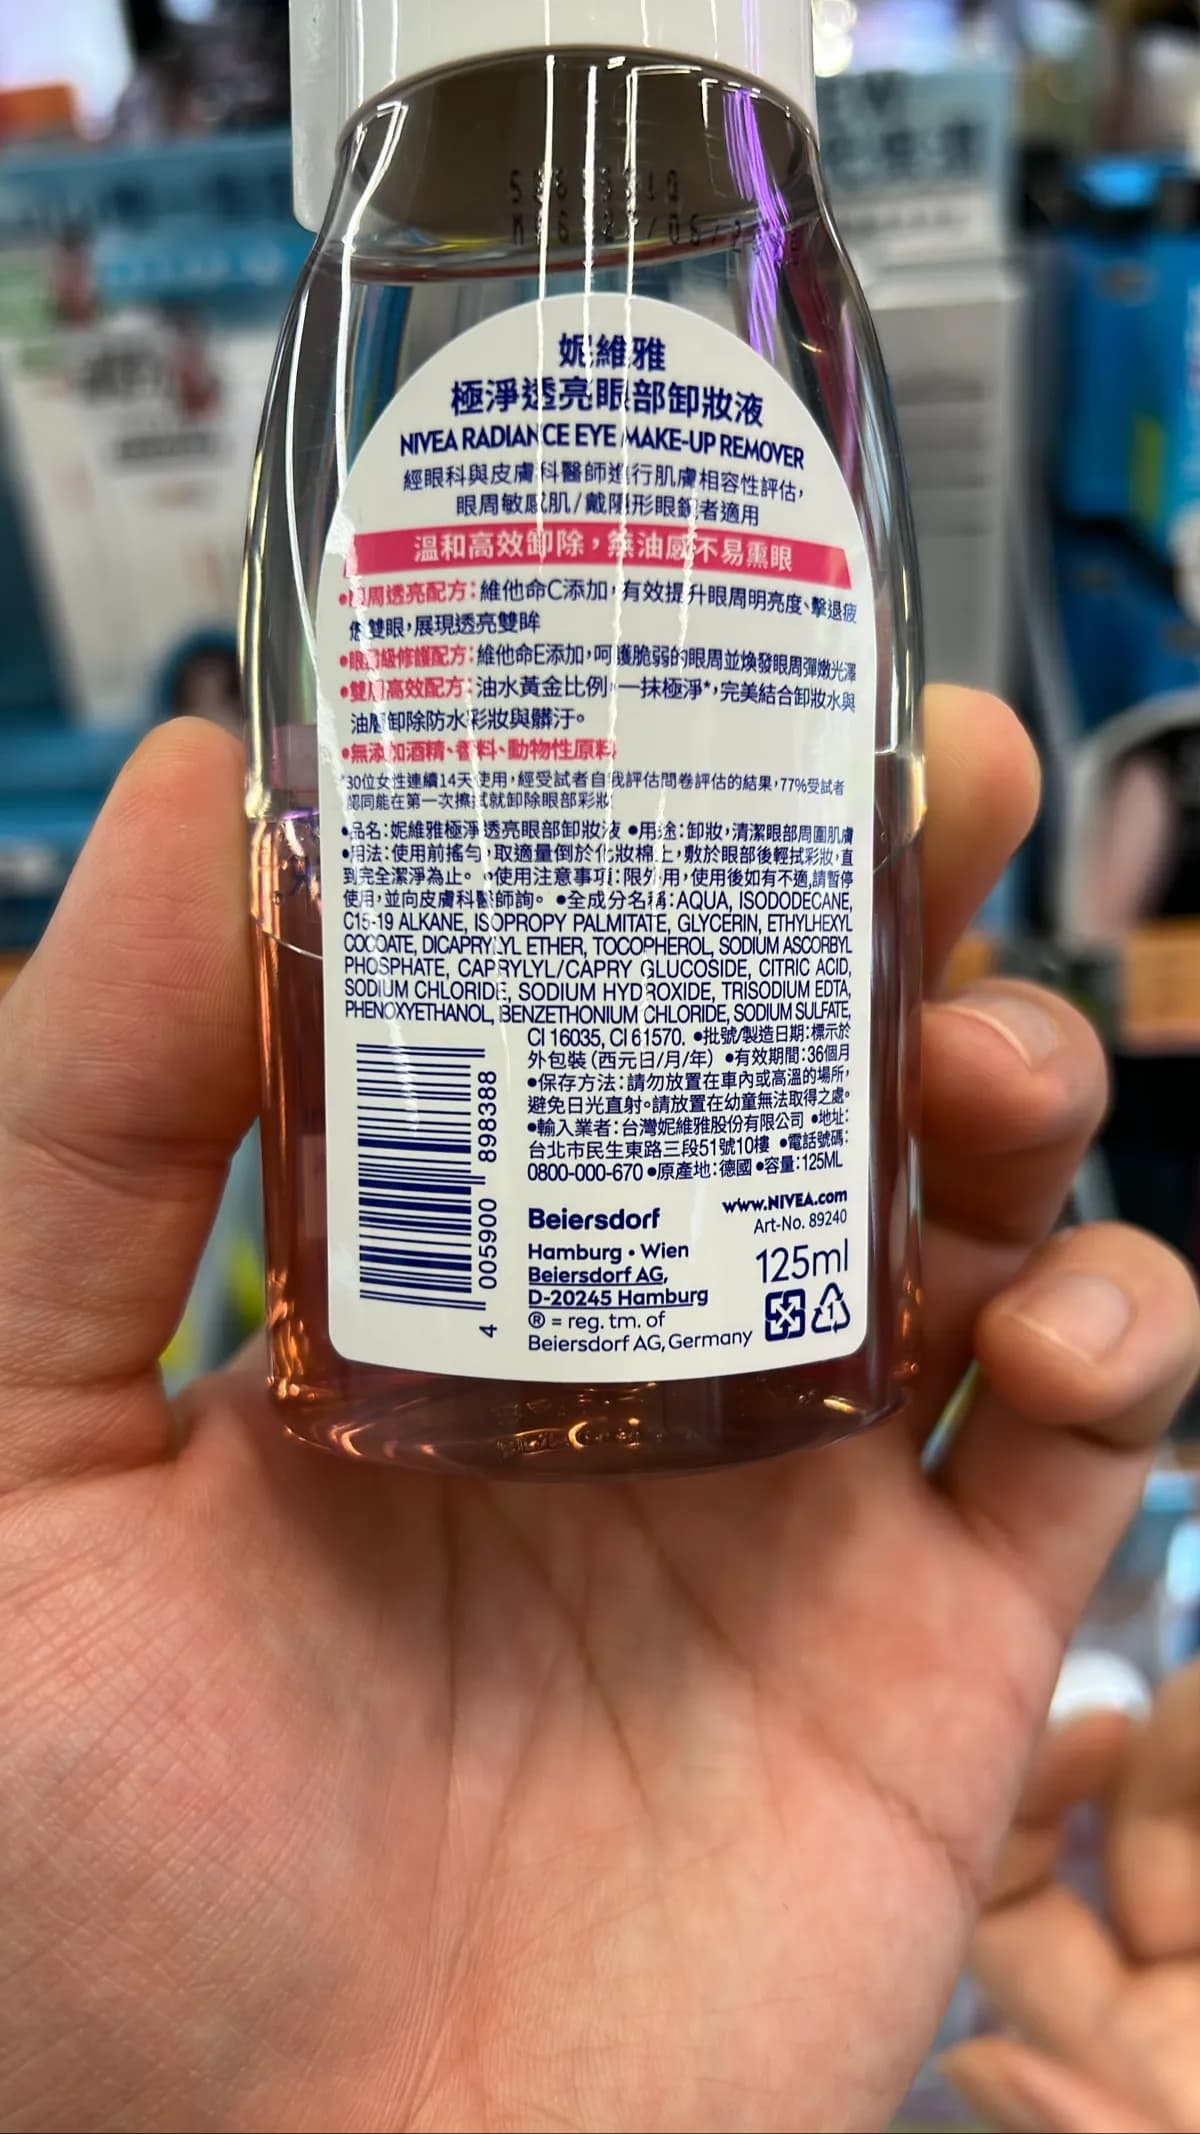 妮維雅
極淨透亮眼部卸妝液
NIVEA RADIANCE EYE MAKE-UP REMOVER
經眼科與皮膚科醫師進行肌膚相容性評估,
眼周敏感肌/戴隱形眼鏡者適用
溫和高效卸除，無油感不易熏眼
•眼周透亮配方:維他命C添加,有效提升眼周明亮度、擊退疲
倦雙眼,展現透亮雙眸
•眼霜級修護配方:維他命E添加,呵護脆弱的眼周並煥發眼周彈嫩光澤
•雙層高效配方:油水黃金比例,一抹極淨*,完美結合卸妝水與
油層卸除防水彩妝與髒汙。
•無添加酒精、香料、動物性原料
*30位女性連續14天使用,經受試者自我評估問卷評估的結果,77%受試者
認同能在第一次擦拭就卸除眼部彩妝
•品名:妮維雅極淨透亮眼部卸妝液 •用途:卸妝,清潔眼部周圍肌膚
•用法:使用前搖勻,取適量倒於化妝棉上,敷於眼部後輕拭彩妝,直
到完全潔淨為止。 •使用注意事項:限外用,使用後如有不適,請暫停
使用,並向皮膚科醫師詢。 •全成分名稱:AQUA, ISODODECANE,
C15-19 ALKANE, ISOPROPY PALMITATE, GLYCERIN, ETHYLHEXYL
COCOATE, DICAPRYLYL ETHER, TOCOPHEROL, SODIUM ASCORBYL
PHOSPHATE, CAPRYLYL/CAPRY GLUCOSIDE, CITRIC ACID,
SODIUM CHLORIDE, SODIUM HYDROXIDE, TRISODIUM EDTA,
PHENOXYETHANOL, BENZETHONIUM CHLORIDE, SODIUM SULFATE,
CI 16035, CI 61570. •批號/製造日期:標示於
外包裝(西元日/月/年) •有效期間:36個月
•保存方法:請勿放置在車內或高溫的場所,
避免日光直射。請放置在幼童無法取得之處。
•輸入業者:台灣妮維雅股份有限公司 •地址:
台北市民生東路三段51號10樓 •電話號碼:
0800-000-670 •原產地:德國 •容量:125ML
4 005900 898388
Beiersdorf
Hamburg • Wien
Beiersdorf AG,
D-20245 Hamburg
® = reg. tm. of
Beiersdorf AG, Germany
www.NIVEA.com
Art-No. 89240
125ml
1